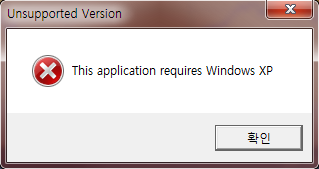 Unsupported Version
This application requires Windows XP
확인